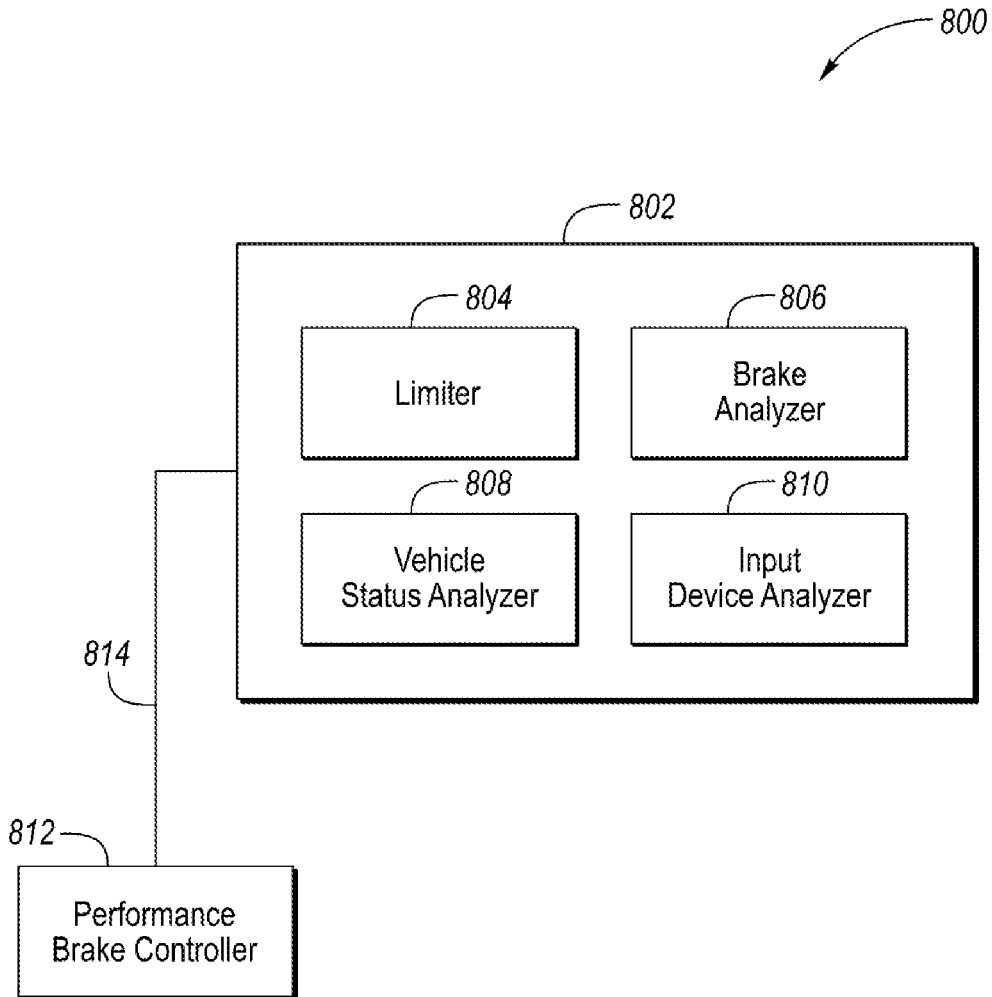 800
802
804
806
Limiter
Brake
Analyzer
808
810
Vehicle
Status Analyzer
Input
Device Analyzer
814
812
Performance
Brake Controller